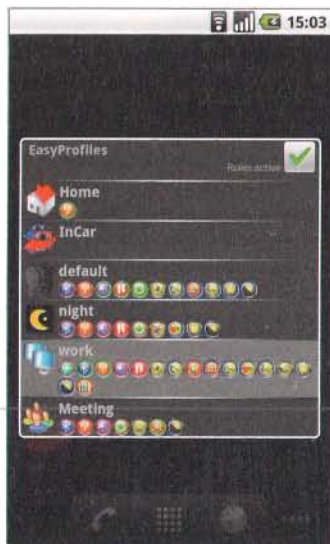 15:03
EasyProfiles
Rules active
Home
InCar
default
night
work
Meeting